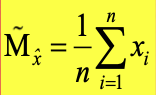 M̃_x̂ = 1/n ∑_{i=1}^{n} x_i